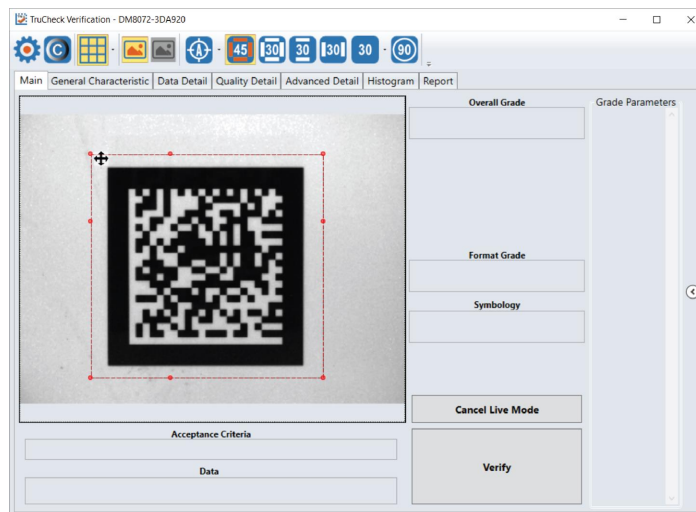 TruCheck Verification - DM8072-3DA920
A 45 30 30 30 30 90
Main General Characteristic Data Detail Quality Detail Advanced Detail Histogram Report
Overall Grade
Grade Parameters
Format Grade
Symbology
Cancel Live Mode
Acceptance Criteria
Data
Verify